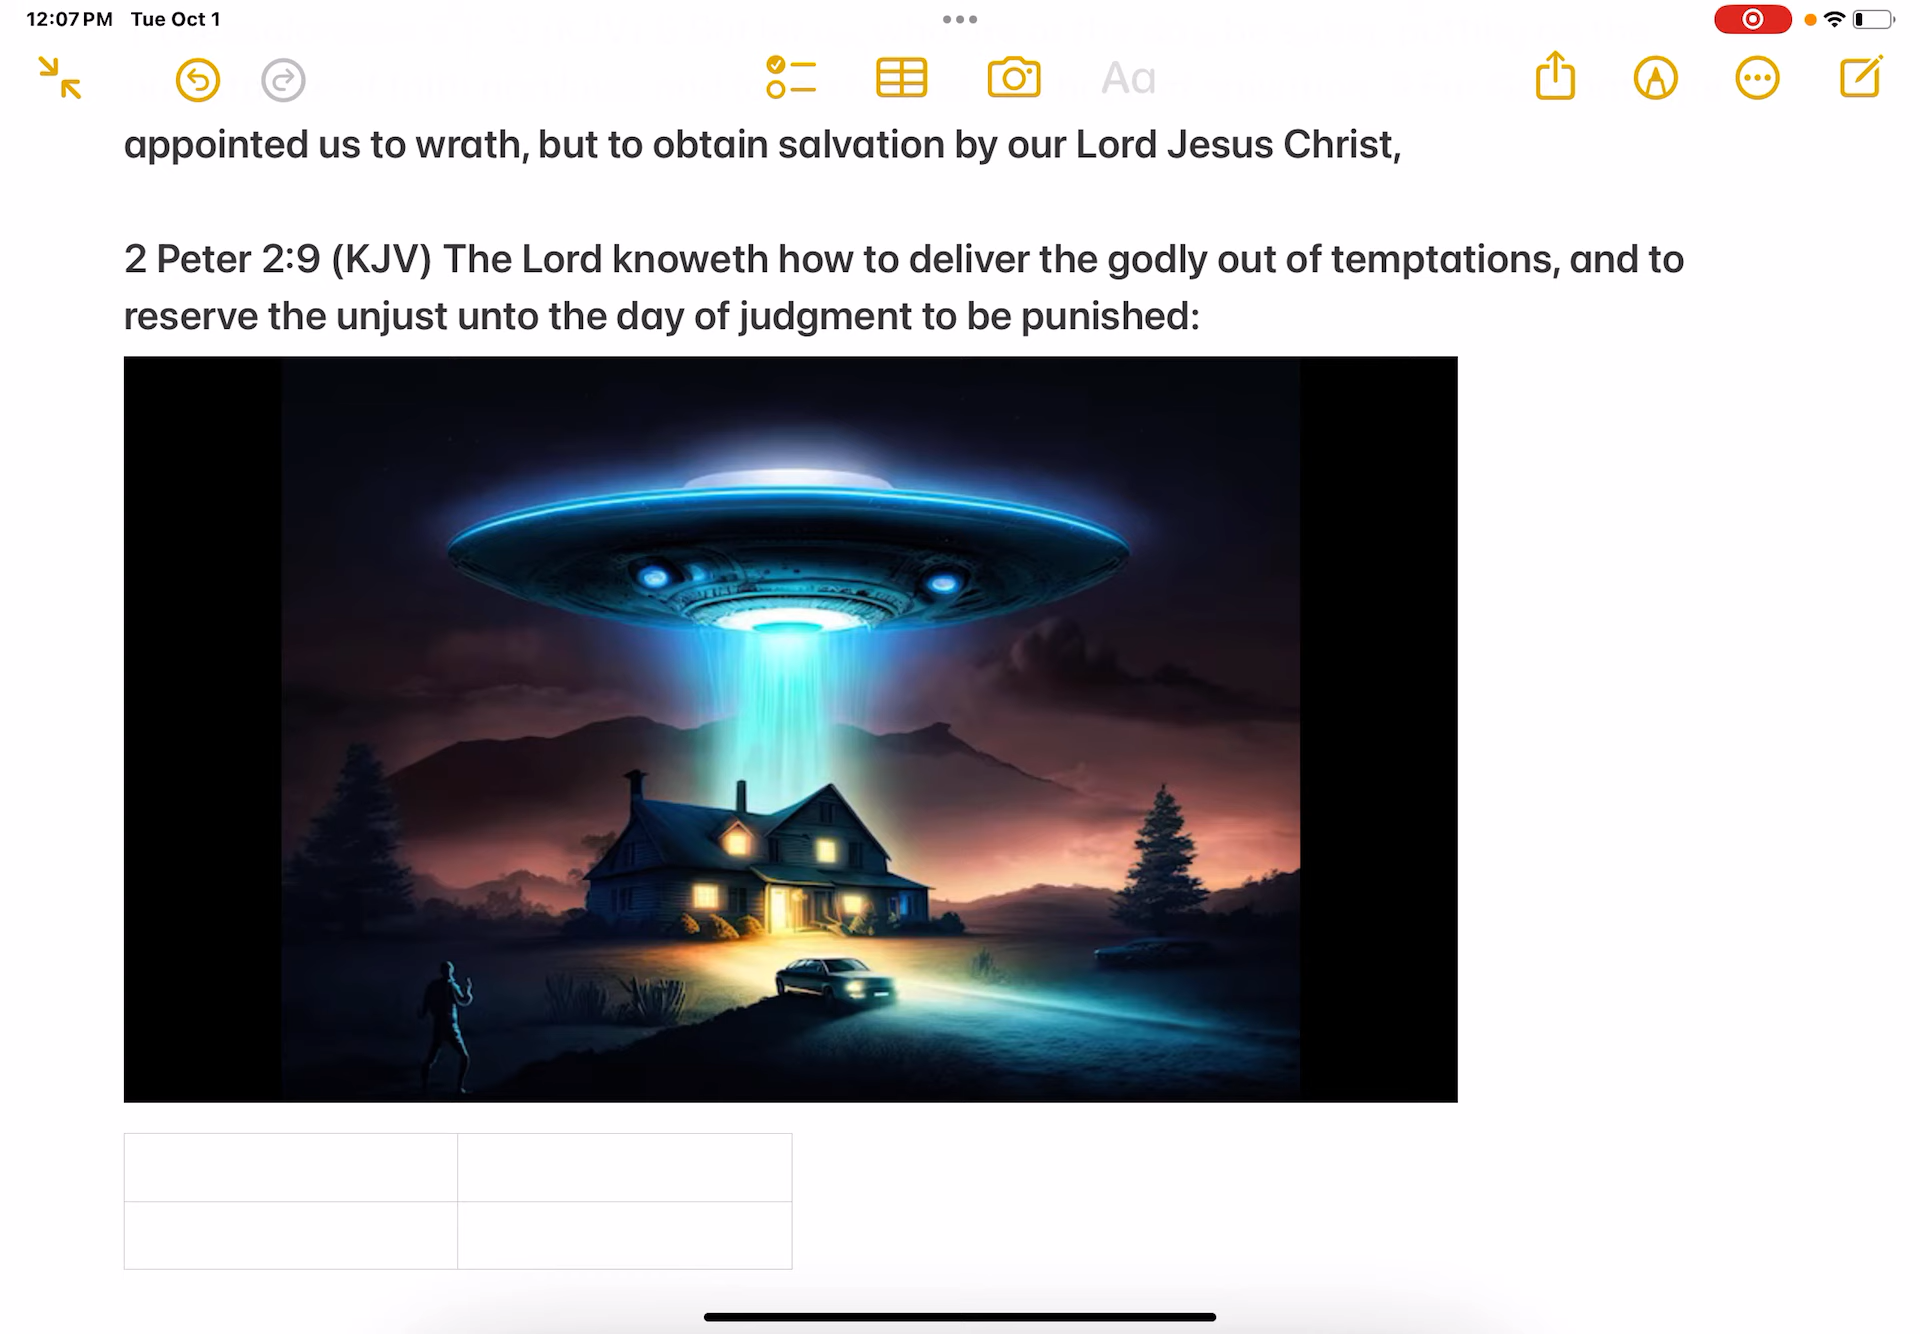 12:07 PM Tue Oct 1
Aa
appointed us to wrath, but to obtain salvation by our Lord Jesus Christ,
2 Peter 2:9 (KJV) The Lord knoweth how to deliver the godly out of temptations, and to
reserve the unjust unto the day of judgment to be punished: